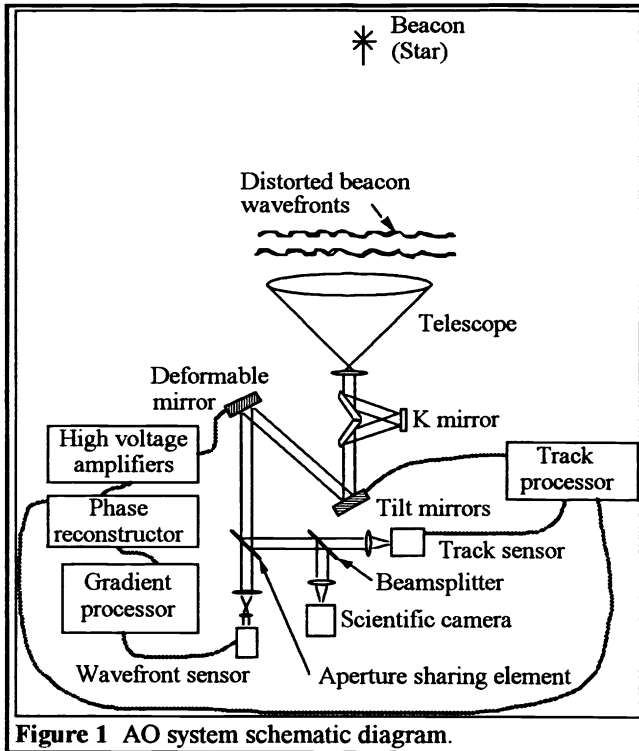 Beacon
(Star)
Distorted beacon
wavefronts
Telescope
Deformable
mirror
K mirror
High voltage
amplifiers
Track
processor
Phase
reconstructor
Tilt mirrors
Track sensor
Gradient
processor
Beamsplitter
Scientific camera
Wavefront sensor
Aperture sharing element
Figure 1 AO system schematic diagram.